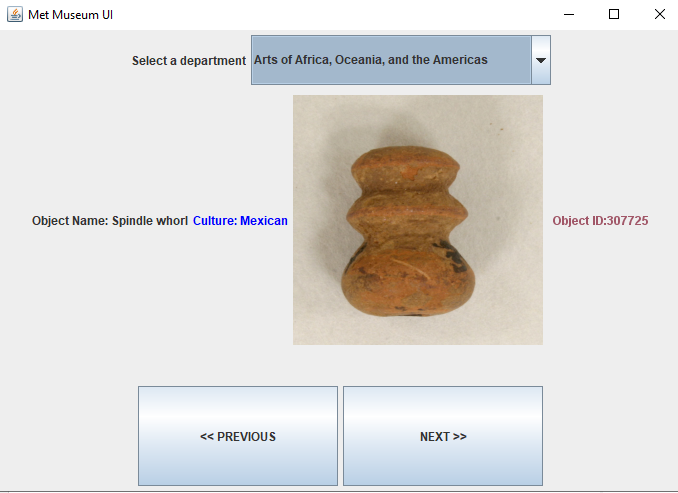 Met Museum UI
Select a department
Arts of Africa, Oceania, and the Americas
Object Name: Spindle whorl
Culture: Mexican
Object ID:307725
<< PREVIOUS
NEXT >>